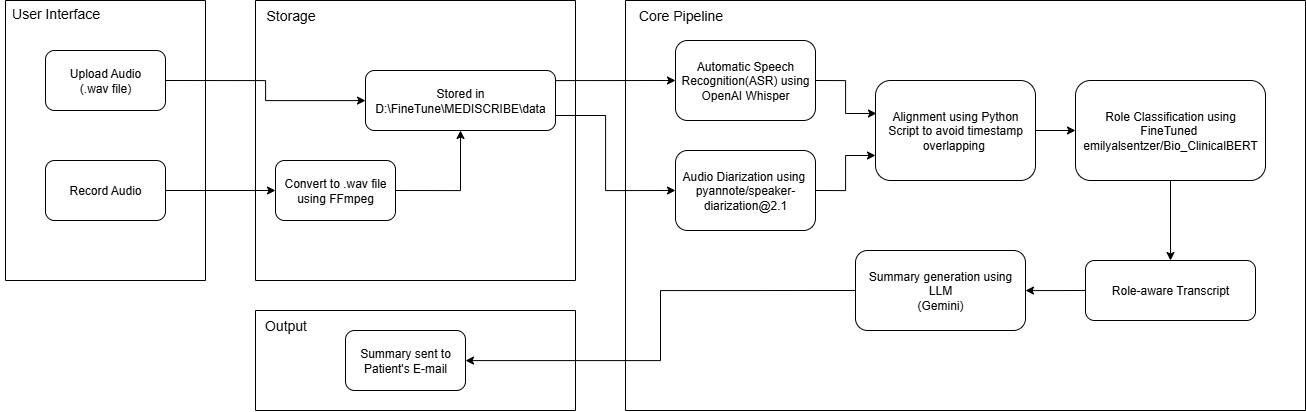 User Interface
Upload Audio
(.wav file)
Record Audio
Storage
Stored in
D:\FineTune\MEDISCRIBE\data
Convert to .wav file
using FFmpeg
Core Pipeline
Automatic Speech
Recognition(ASR) using
OpenAI Whisper
Audio Diarization using
pyannote/speaker-
diarization@2.1
Alignment using Python
Script to avoid timestamp
overlapping
Role Classification using
FineTuned
emilyalsentzer/Bio_ClinicalBERT
Role-aware Transcript
Summary generation using
LLM
(Gemini)
Output
Summary sent to
Patient's E-mail